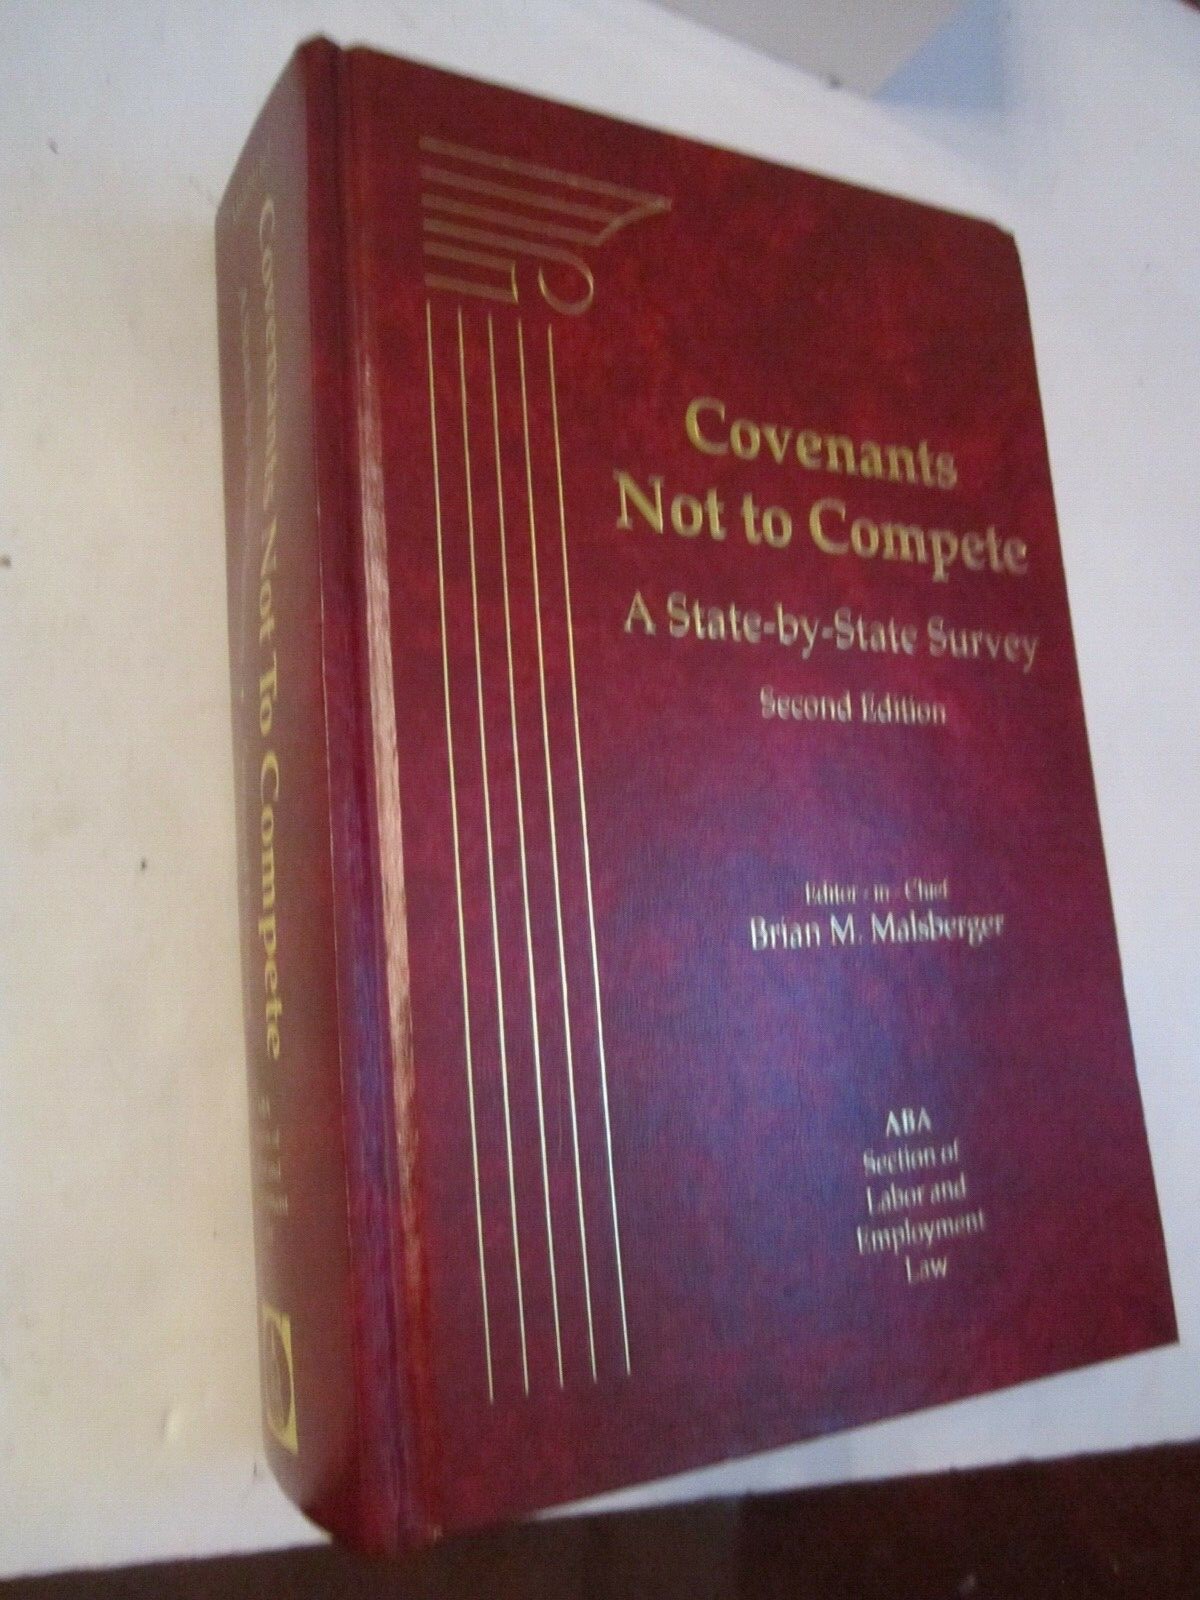 Covenants
Not to Compete
A State-by-State Survey
Second Edition
Editor-in-Chief
Brian M. Malsberger
ABA
Section of
Labor and
Employment
Law
Covenants Not To Compete